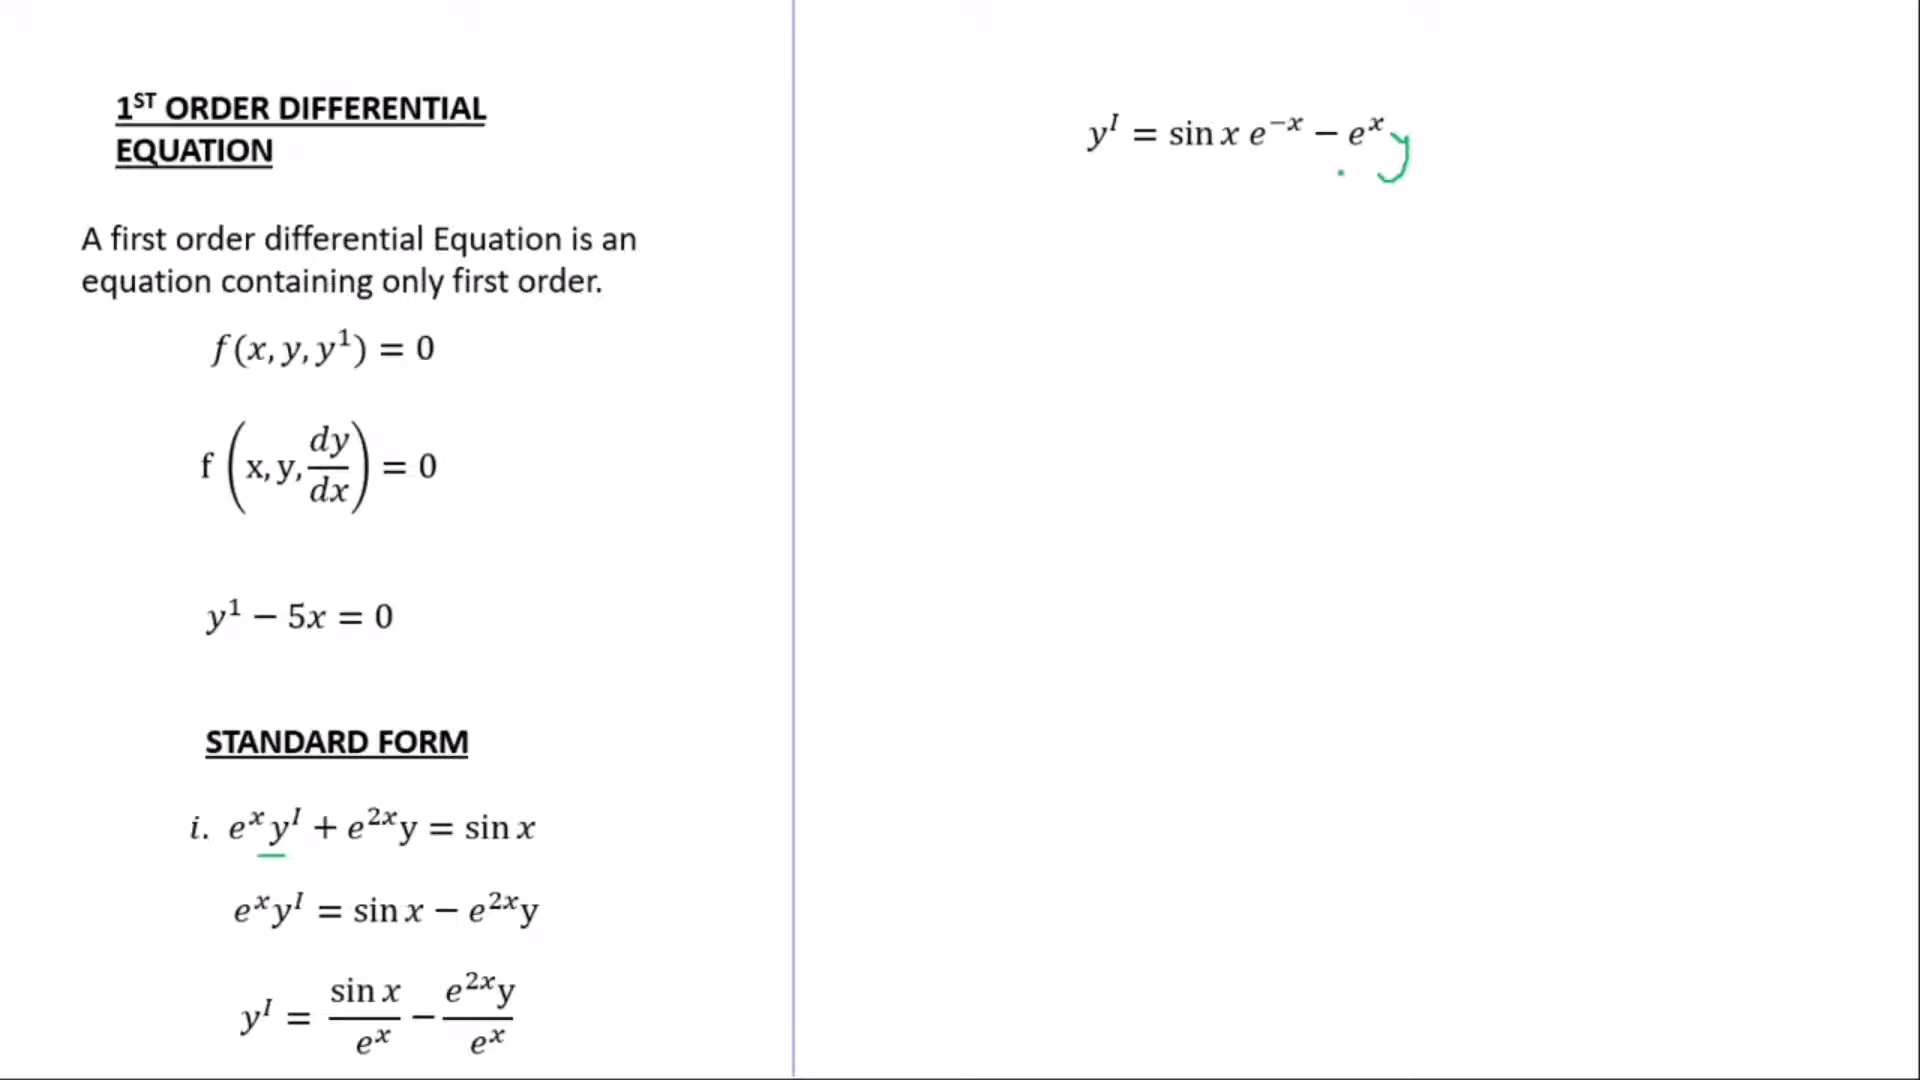 1ST ORDER DIFFERENTIAL
EQUATION
A first order differential Equation is an
equation containing only first order.
f(x, y, y¹) = 0
f(x, y, dy/dx) = 0
y¹ − 5x = 0
STANDARD FORM
i. eˣyᴵ + e²ˣy = sin x
eˣyᴵ = sin x − e²ˣy
yᴵ = sin x/eˣ − e²ˣy/eˣ
yᴵ = sin x e⁻ˣ − eˣ y